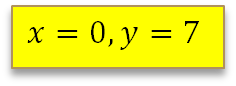 x = 0, y = 7